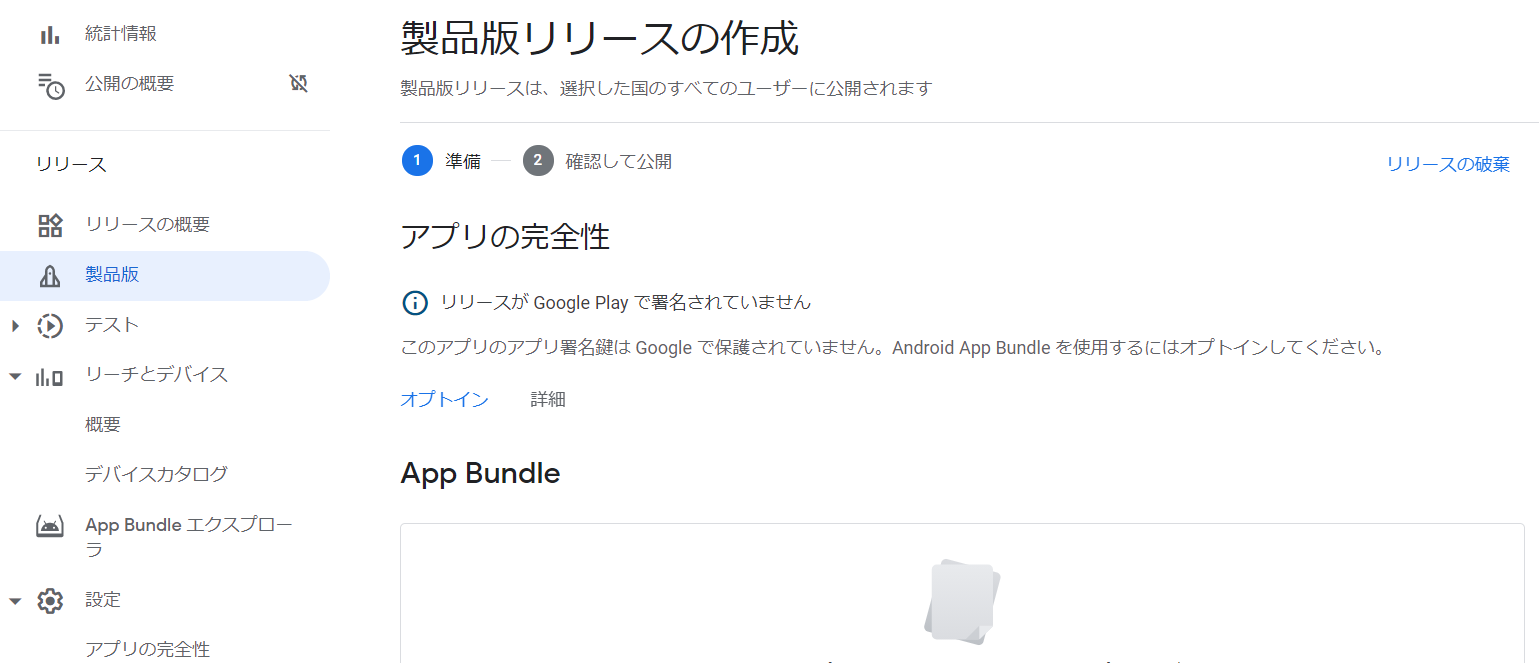 統計情報
公開の概要
リリース
リリースの概要
製品版
テスト
リーチとデバイス
概要
デバイスカタログ
App Bundle エクスプロー
ラ
設定
アプリの完全性
製品版リリースの作成
製品版リリースは、選択した国のすべてのユーザーに公開されます
1 準備 2 確認して公開
リリースの破棄
アプリの完全性
リリースが Google Play で署名されていません
このアプリのアプリ署名鍵は Google で保護されていません。Android App Bundle を使用するにはオプトインしてください。
オプトイン 詳細
App Bundle